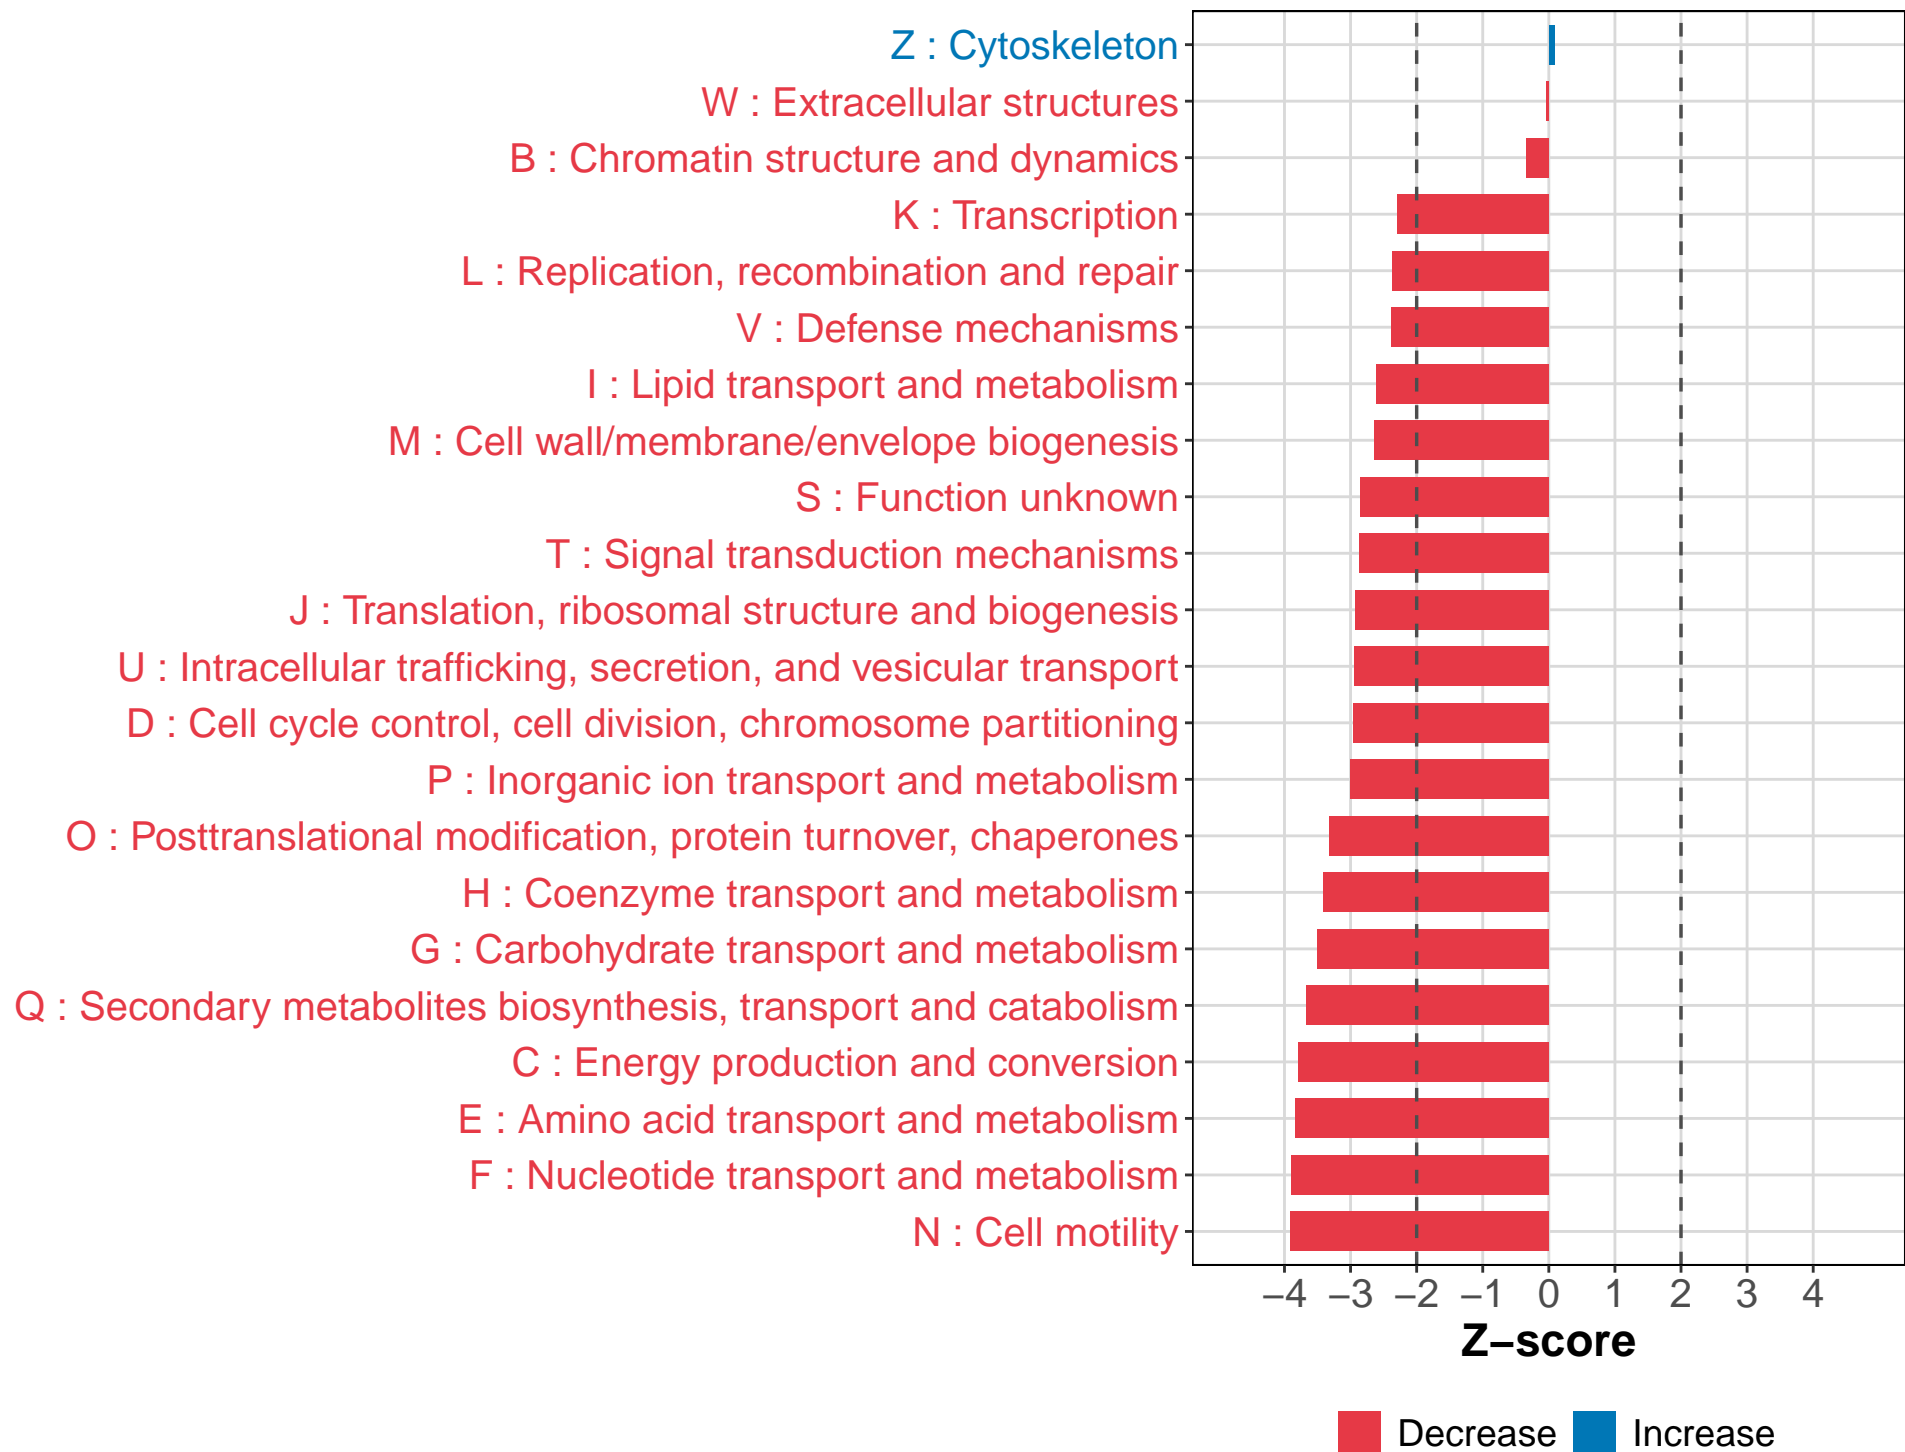 Z : Cytoskeleton
W : Extracellular structures
B : Chromatin structure and dynamics
K : Transcription
L : Replication, recombination and repair
V : Defense mechanisms
I : Lipid transport and metabolism
M : Cell wall/membrane/envelope biogenesis
S : Function unknown
T : Signal transduction mechanisms
J : Translation, ribosomal structure and biogenesis
U : Intracellular trafficking, secretion, and vesicular transport
D : Cell cycle control, cell division, chromosome partitioning
P : Inorganic ion transport and metabolism
O : Posttranslational modification, protein turnover, chaperones
H : Coenzyme transport and metabolism
G : Carbohydrate transport and metabolism
Q : Secondary metabolites biosynthesis, transport and catabolism
C : Energy production and conversion
E : Amino acid transport and metabolism
F : Nucleotide transport and metabolism
N : Cell motility
−4 −3 −2 −1 0 1 2 3 4
Z−score
Decrease Increase